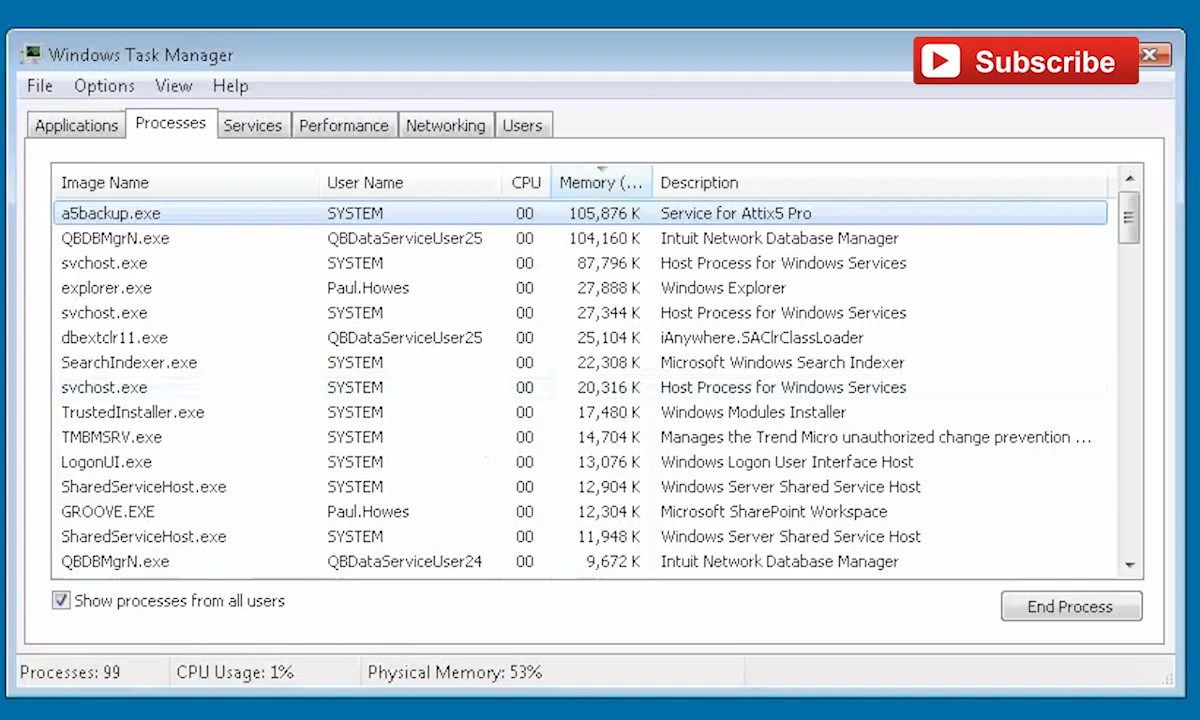 Windows Task Manager
Subscribe
File Options View Help
Applications Processes Services Performance Networking Users
Image Name User Name CPU Memory (... Description
a5backup.exe SYSTEM 00 105,876 K Service for Attix5 Pro
QBDBMgrN.exe QBDataServiceUser25 00 104,160 K Intuit Network Database Manager
svchost.exe SYSTEM 00 87,796 K Host Process for Windows Services
explorer.exe Paul.Howes 00 27,888 K Windows Explorer
svchost.exe SYSTEM 00 27,344 K Host Process for Windows Services
dbextclr11.exe QBDataServiceUser25 00 25,104 K iAnywhere.SAClrClassLoader
SearchIndexer.exe SYSTEM 00 22,308 K Microsoft Windows Search Indexer
svchost.exe SYSTEM 00 20,316 K Host Process for Windows Services
TrustedInstaller.exe SYSTEM 00 17,480 K Windows Modules Installer
TMBMSRV.exe SYSTEM 00 14,704 K Manages the Trend Micro unauthorized change prevention ...
LogonUI.exe SYSTEM 00 13,076 K Windows Logon User Interface Host
SharedServiceHost.exe SYSTEM 00 12,904 K Windows Server Shared Service Host
GROOVE.EXE Paul.Howes 00 12,304 K Microsoft SharePoint Workspace
SharedServiceHost.exe SYSTEM 00 11,948 K Windows Server Shared Service Host
QBDBMgrN.exe QBDataServiceUser24 00 9,672 K Intuit Network Database Manager
Show processes from all users
End Process
Processes: 99 CPU Usage: 1% Physical Memory: 53%